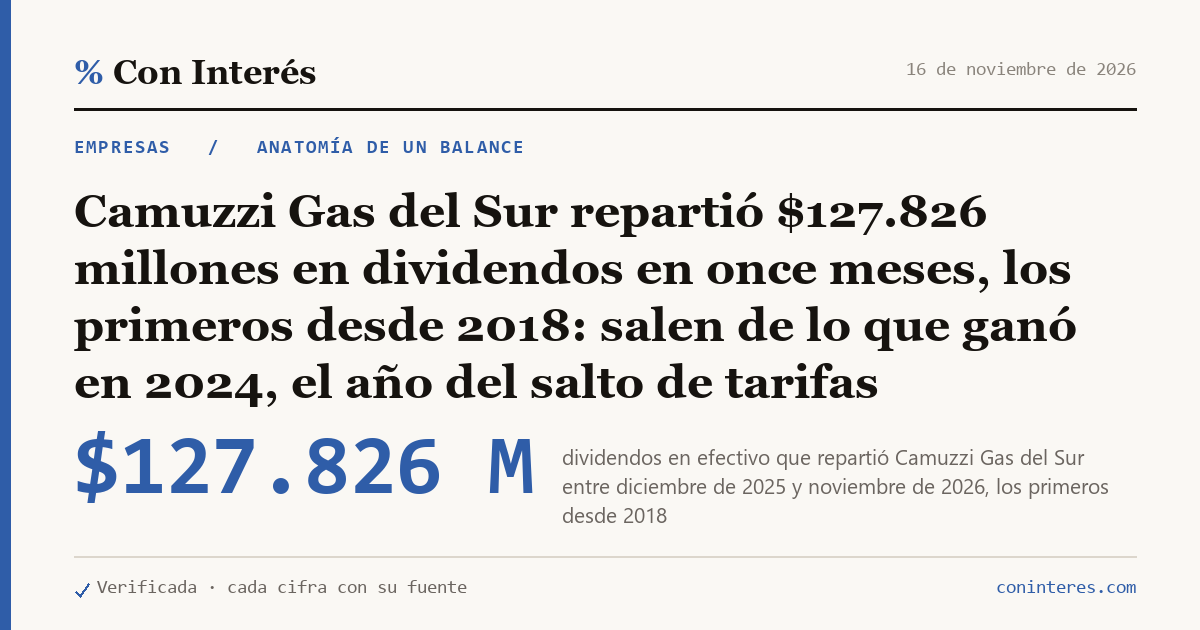 % Con Interés
16 de noviembre de 2026
EMPRESAS / ANATOMÍA DE UN BALANCE
Camuzzi Gas del Sur repartió $127.826
millones en dividendos en once meses, los
primeros desde 2018: salen de lo que ganó
en 2024, el año del salto de tarifas
$127.826 M
dividendos en efectivo que repartió Camuzzi Gas del Sur
entre diciembre de 2025 y noviembre de 2026, los primeros
desde 2018
✓ Verificada · cada cifra con su fuente
coninteres.com